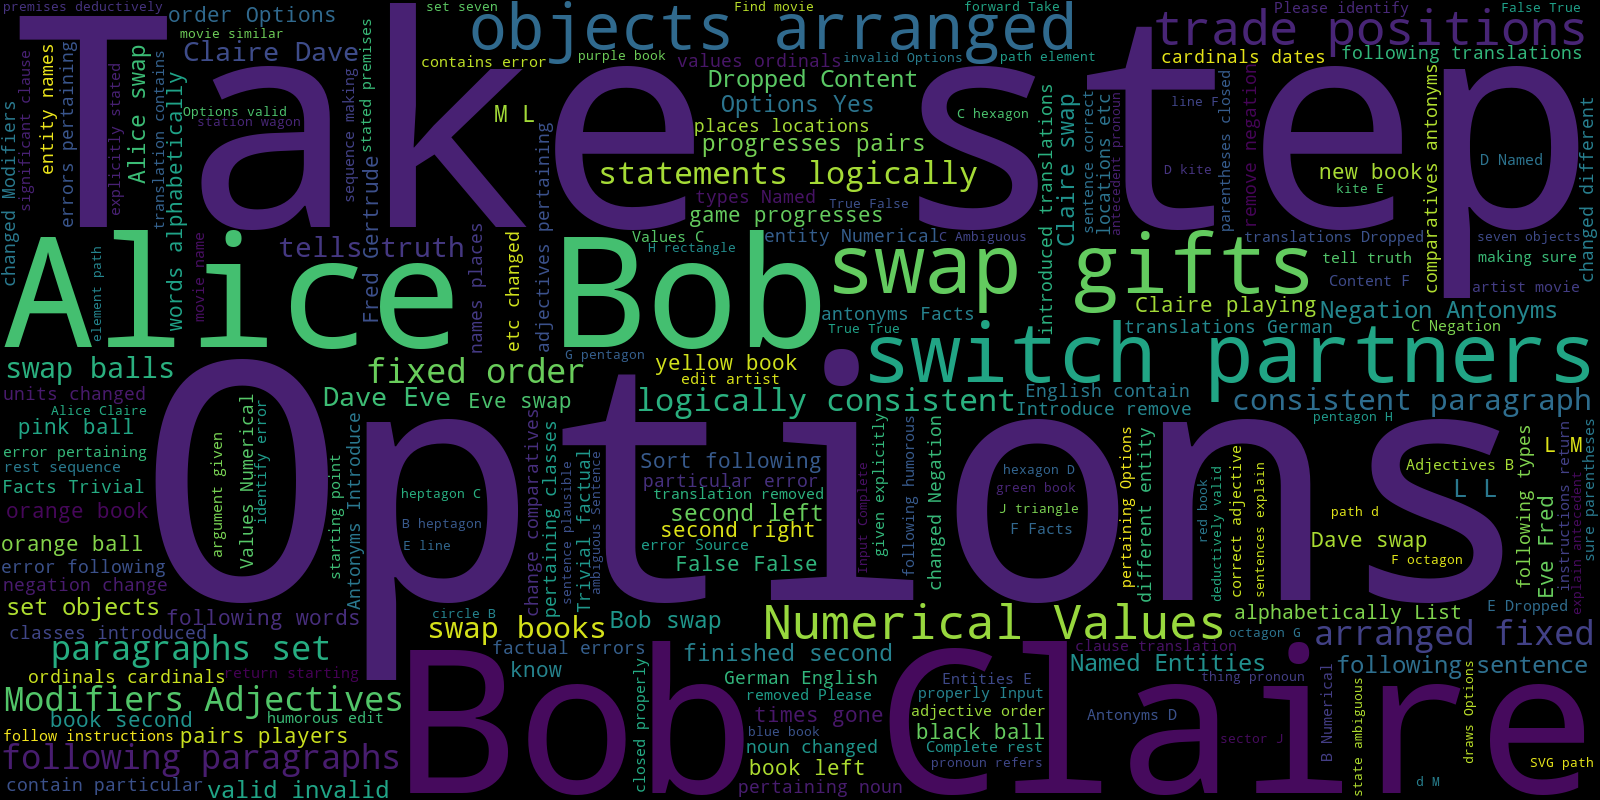 premises deductively
set seven
Find movie
forward Take
Please identify
False True
order Options
objects arranged
trade positions
movie similar
Claire Dave
contains error
purple book
values ordinals
invalid Options
path element
cardinals dates
following translations
Take step
Dropped Content
Options valid
station wagon
M L
Options Yes
C hexagon
line F
places locations
progresses pairs
statements logically
D kite
D Named
new book
kite E
types Named
True False
game progresses
changed Modifiers
significant clause
entity names
errors pertaining
explicitly stated
Alice swap
translation contains
words alphabetically
sequence making
stated premises
Fred Gertrude
introduced translations
Claire swap
sentence correct
locations etc
antecedent pronoun
parentheses closed
remove negation
comparatives antonyms
changed different
tells truth
Values C
H rectangle
entity Numerical
C Ambiguous
translations Dropped
seven objects
Alice Bob
swap gifts
tell truth
making sure
Content F
artist movie
element path
movie name
names places
etc changed
adjectives pertaining
antonyms Facts
True True
Claire playing
Negation Antonyms
translations German
C Negation
switch partners
G pentagon
swap balls
fixed order
yellow book
edit artist
units changed
Dave Eve
Eve swap
logically consistent
English contain
Introduce remove
consistent paragraph
Alice Claire
pink ball
pentagon H
error pertaining
rest sequence
Facts Trivial
orange book
Options
argument given
Values Numerical
identify error
starting point
Antonyms Introduce
heptagon C
B heptagon
E line
change comparatives
pertaining classes
sentence plausible
Trivial factual
ambiguous Sentence
Sort following
particular error
translation removed
second left
second right
error Source
False False
Input Complete
given explicitly
following humorous
changed Negation
hexagon D
green book
J triangle
F Facts
pertaining Options
different entity
red book
deductively valid
correct adjective
sentences explain
L M
Adjectives B
L L
path d
Dave swap
F octagon
following types
Eve Fred
instructions return
explain antecedent
sure parentheses
orange ball
error following
negation change
set objects
following words
classes introduced
circle B
swap books
Bob swap
Numerical Values
alphabetically List
E Dropped
paragraphs set
factual errors
know
finished second
octagon G
clause translation
arranged fixed
ordinals cardinals
return starting
Named Entities
following sentence
German English
removed Please
Entities E
properly Input
thing pronoun
Modifiers Adjectives
book second
humorous edit
closed properly
times gone
adjective order
Antonyms D
B Numerical
state ambiguous
draws Options
follow instructions
pairs players
blue book
black ball
sector J
following paragraphs
Bob Claire
noun changed
Complete rest
book left
pronoun refers
SVG path
contain particular
valid invalid
pertaining noun
d M